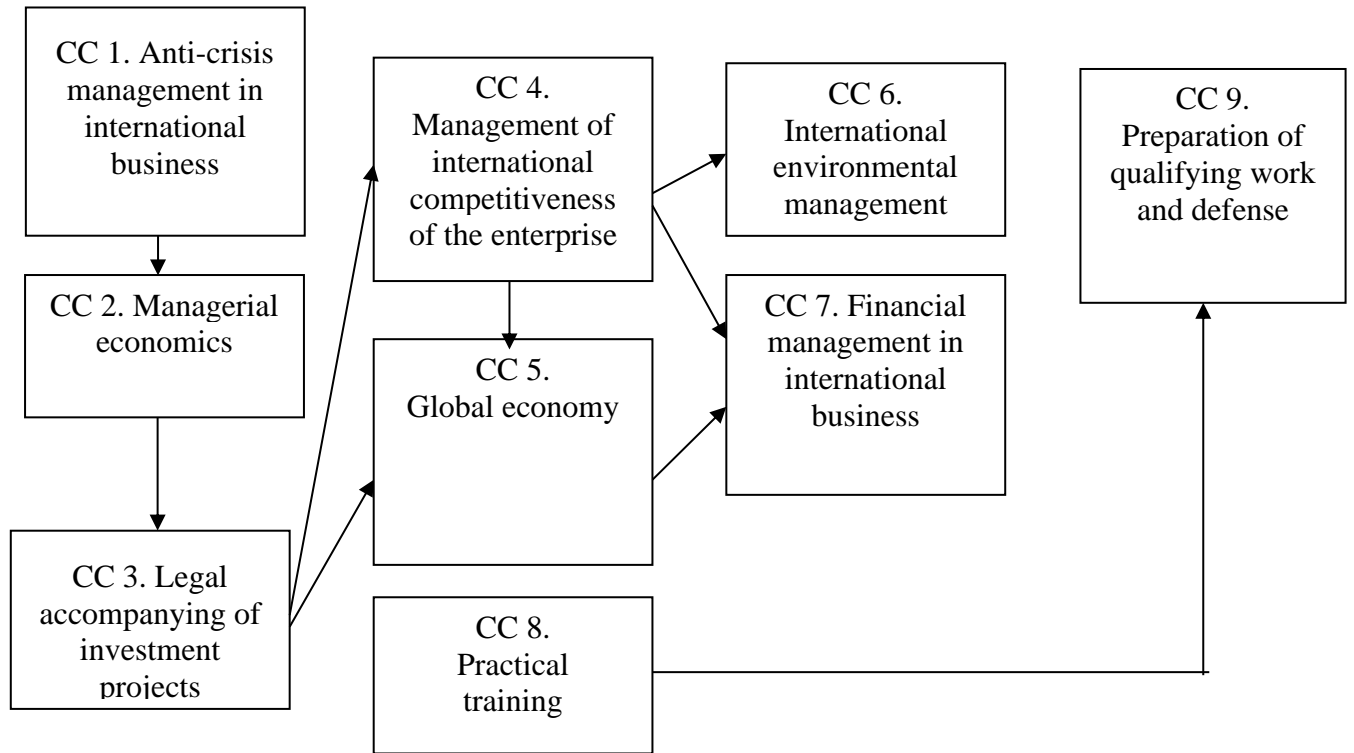 CC 1. Anti-crisis
management in
international
business
CC 2. Managerial
economics
CC 3. Legal
accompanying of
investment
projects
CC 4.
Management of
international
competitiveness
of the enterprise
CC 5.
Global economy
CC 8.
Practical
training
CC 6.
International
environmental
management
CC 7. Financial
management in
international
business
CC 9.
Preparation of
qualifying work
and defense